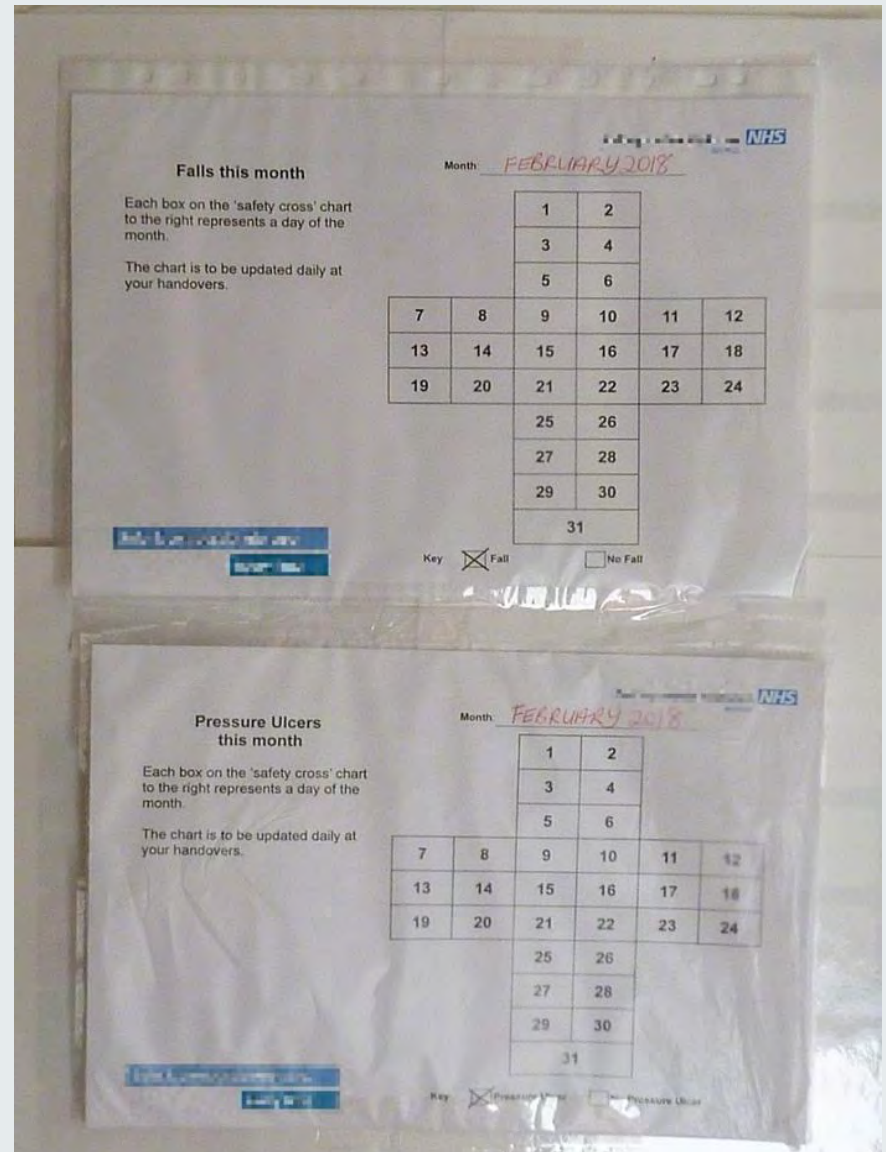 NHS
Falls this month
Month FEBRUARY 2018
Each box on the 'safety cross' chart
to the right represents a day of the
month.
The chart is to be updated daily at
your handovers.
1 2
3 4
5 6
7 8 9 10 11 12
13 14 15 16 17 18
19 20 21 22 23 24
25 26
27 28
29 30
31
Key Fall No Fall
NHS
Pressure Ulcers
this month
Month FEBRUARY 2018
Each box on the 'safety cross' chart
to the right represents a day of the
month.
The chart is to be updated daily at
your handovers.
1 2
3 4
5 6
7 8 9 10 11 12
13 14 15 16 17 18
19 20 21 22 23 24
25 26
27 28
29 30
31
Key Pressure Ulcer Pressure Ulcer